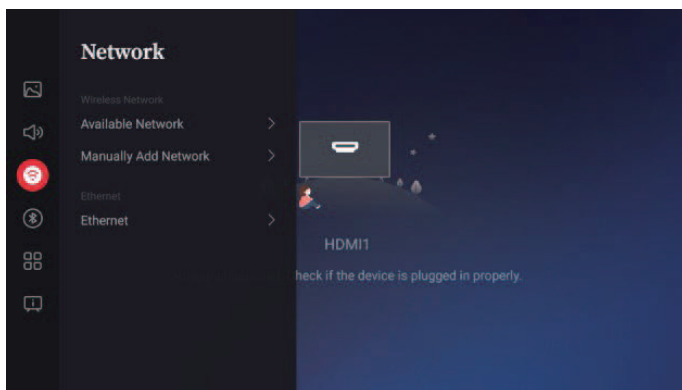 Network
Wireless Network
Available Network
Manually Add Network
Ethernet
Ethernet
HDMI1
heck if the device is plugged in properly.